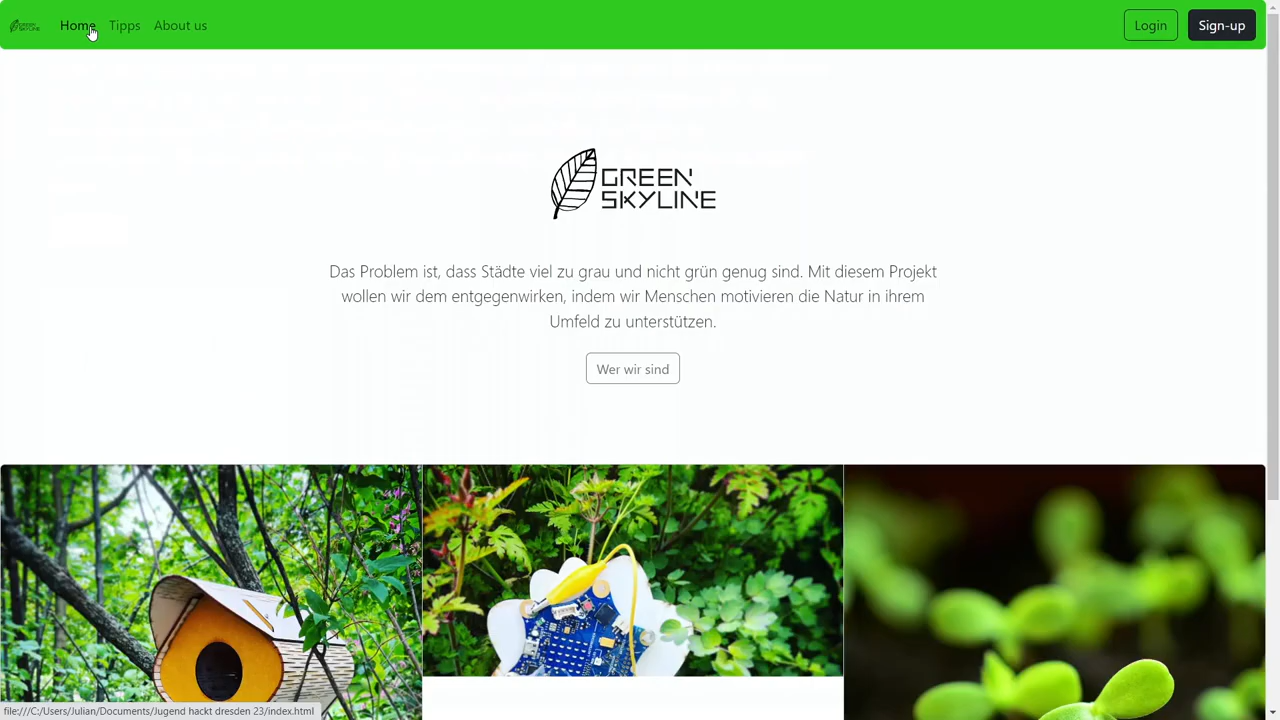 GREEN SKYLINE
Home Tipps About us
Login Sign-up
GREEN
SKYLINE
Das Problem ist, dass Städte viel zu grau und nicht grün genug sind. Mit diesem Projekt
wollen wir dem entgegenwirken, indem wir Menschen motivieren die Natur in ihrem
Umfeld zu unterstützen.
Wer wir sind
file:///C:/Users/Julian/Documents/Jugend hackt dresden 23/index.html